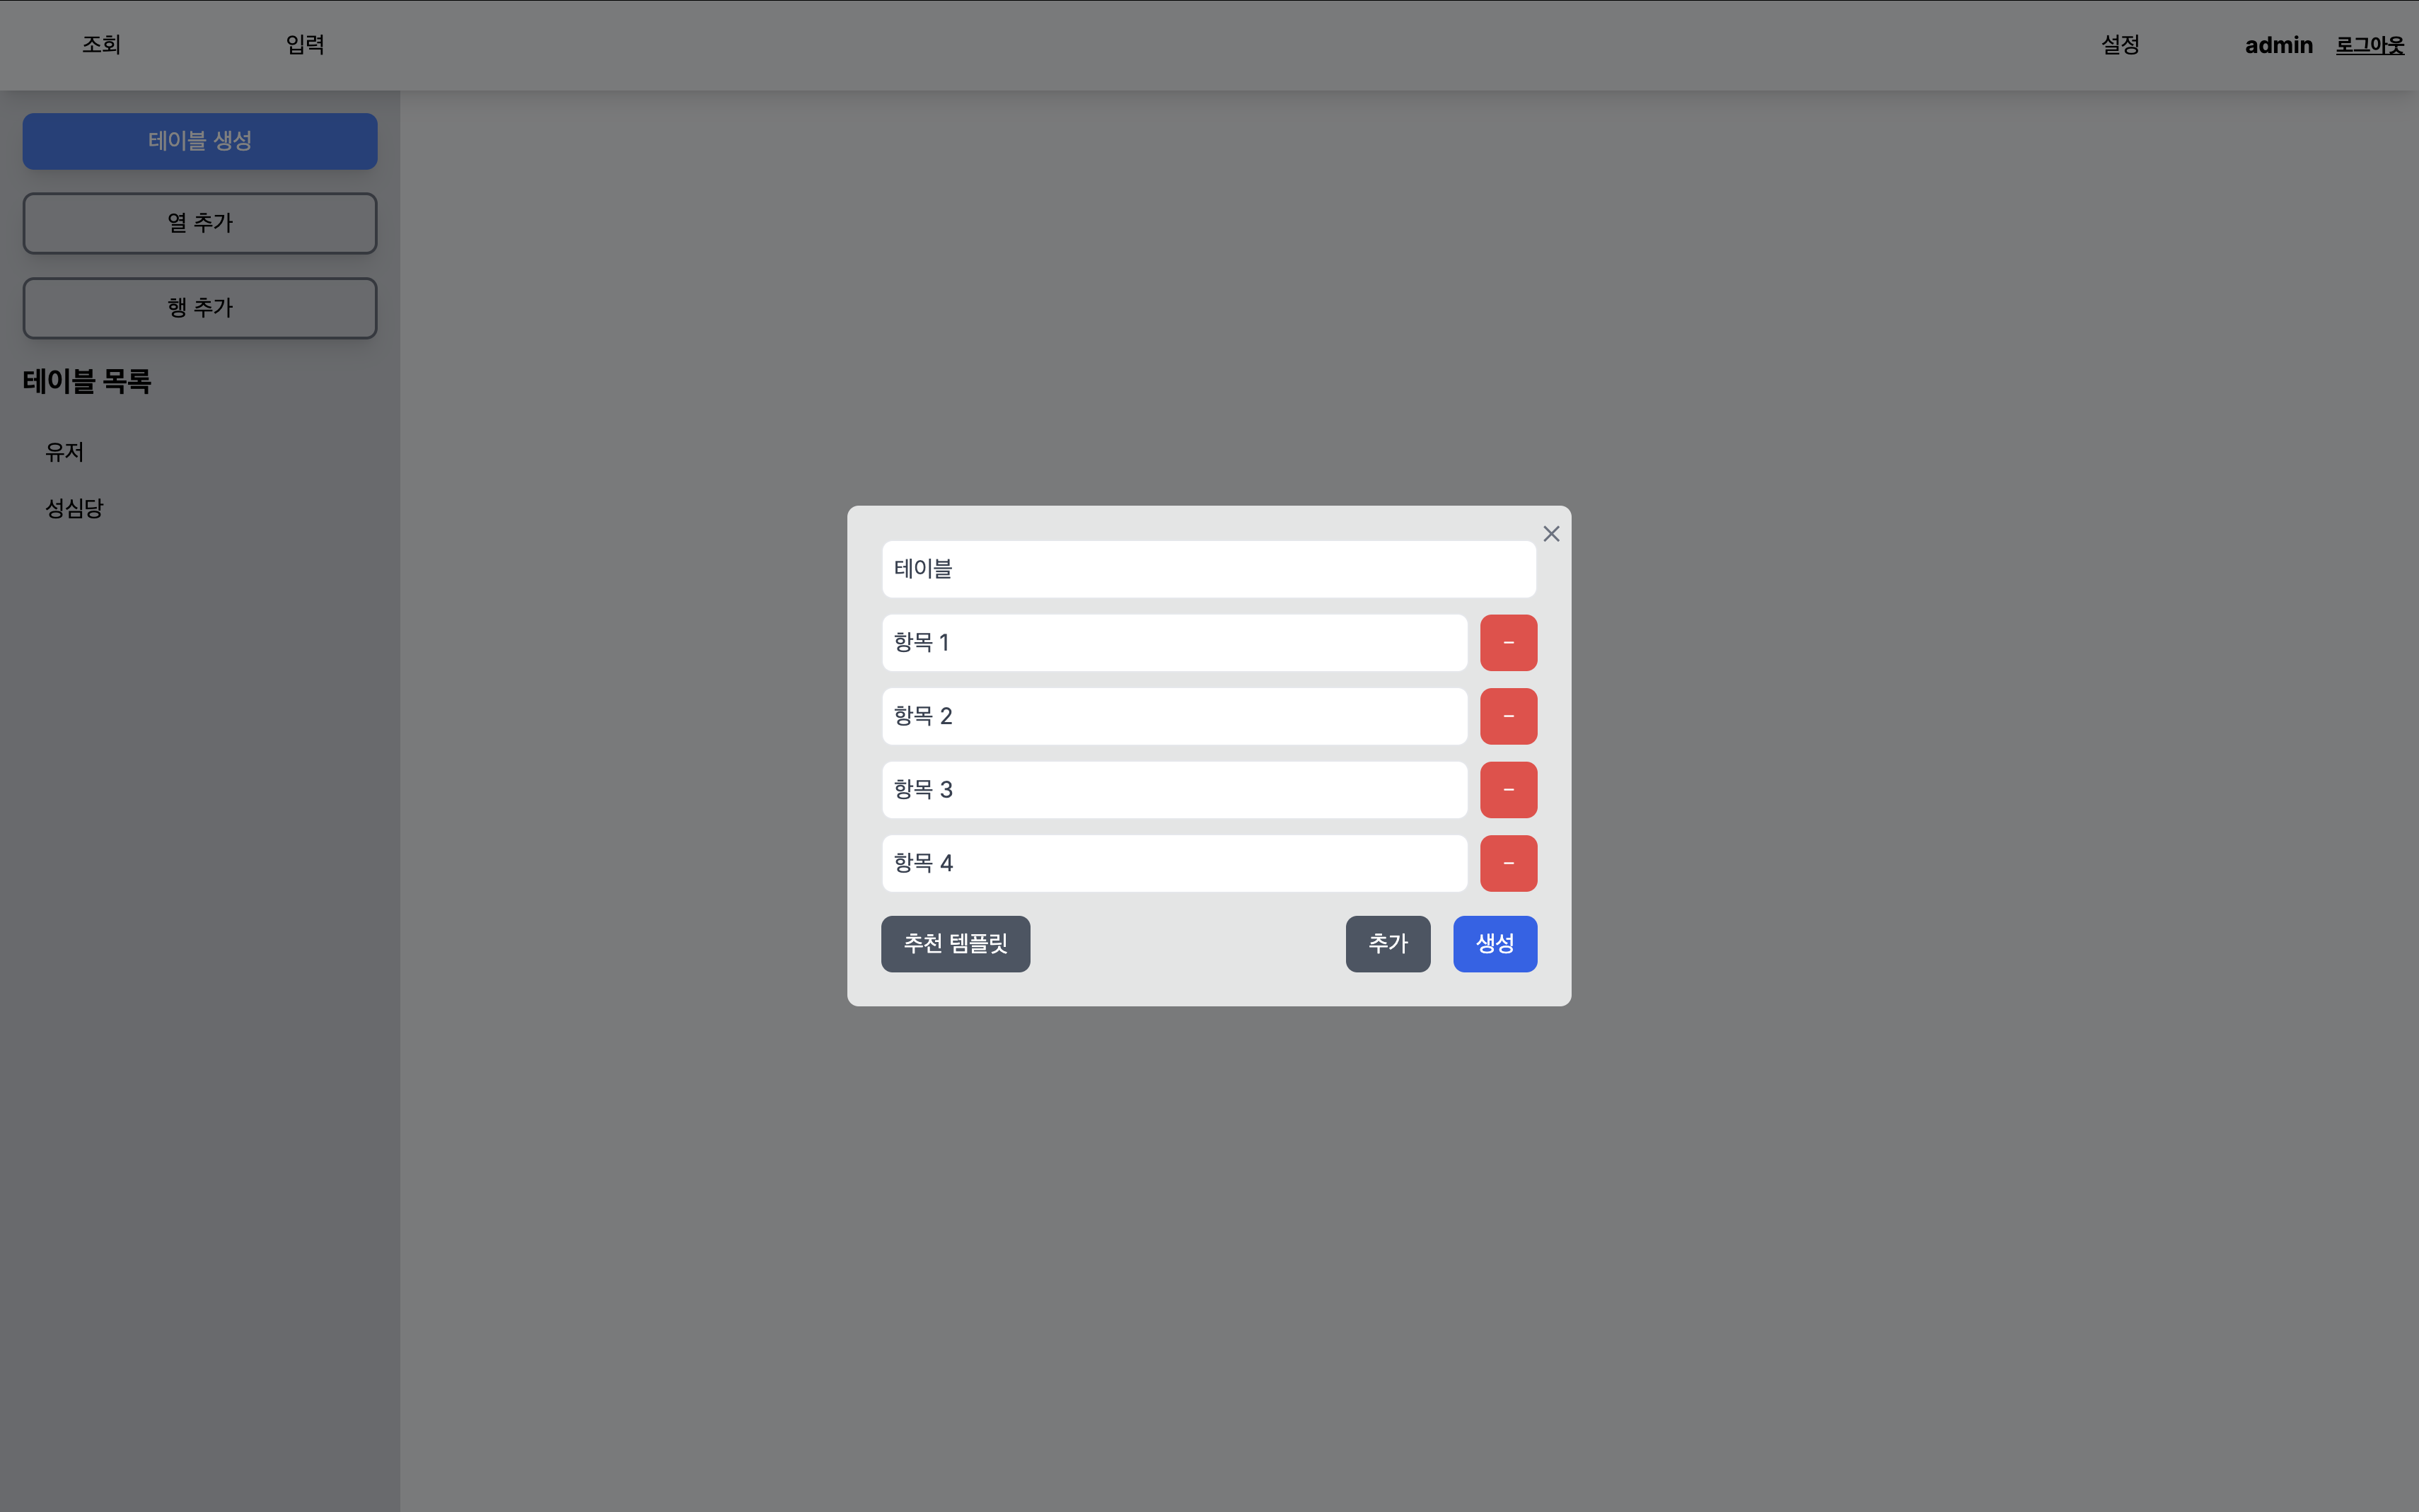 조회 입력 설정 admin 로그아웃
테이블 생성
열 추가
행 추가
테이블 목록
유저
성심당
테이블
항목 1
-
항목 2
-
항목 3
-
항목 4
-
추천 템플릿 추가 생성